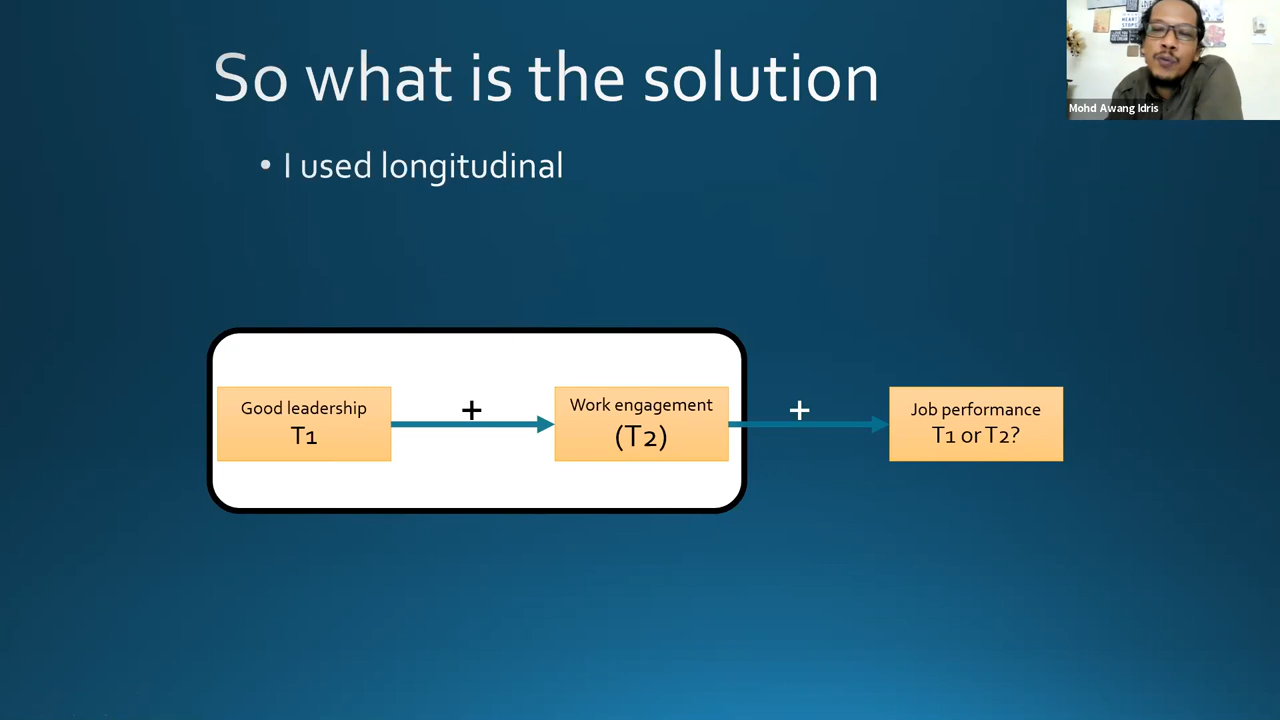 So what is the solution
• I used longitudinal
Good leadership
T1
+
Work engagement
(T2)
+
Job performance
T1 or T2?
Mohd Awang Idris